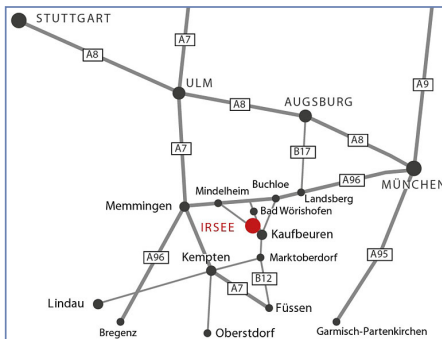 STUTTGART
A7
A8
A9
ULM
A8
AUGSBURG
A8
A7
B17
A96
MÜNCHEN
Mindelheim
Buchloe
Landsberg
Memmingen
Bad Wörishofen
IRSEE
Kaufbeuren
A96
A95
Kempten
Marktoberdorf
B12
A7
Lindau
Füssen
Bregenz
Oberstdorf
Garmisch-Partenkirchen